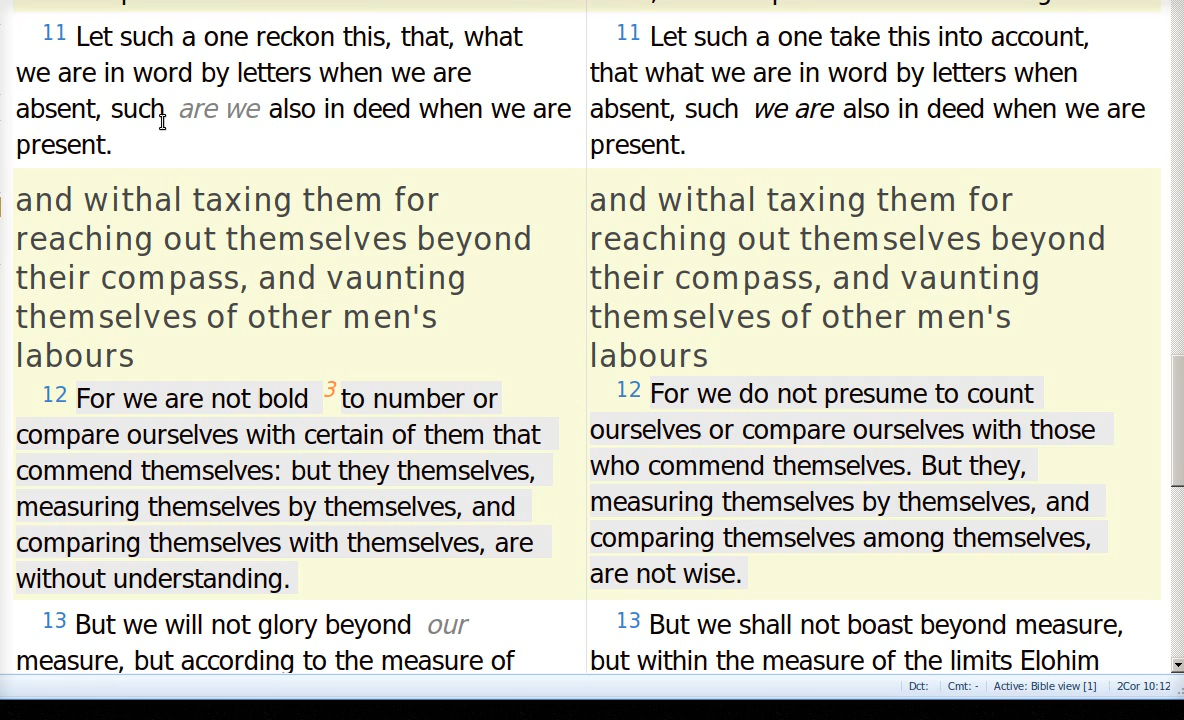 11 Let such a one reckon this, that, what
we are in word by letters when we are
absent, such are we also in deed when we are
present.
and withal taxing them for
reaching out themselves beyond
their compass, and vaunting
themselves of other men's
labours
12 For we are not bold 3 to number or
compare ourselves with certain of them that
commend themselves: but they themselves,
measuring themselves by themselves, and
comparing themselves with themselves, are
without understanding.
13 But we will not glory beyond our
measure, but according to the measure of
11 Let such a one take this into account,
that what we are in word by letters when
absent, such we are also in deed when we are
present.
and withal taxing them for
reaching out themselves beyond
their compass, and vaunting
themselves of other men's
labours
12 For we do not presume to count
ourselves or compare ourselves with those
who commend themselves. But they,
measuring themselves by themselves, and
comparing themselves among themselves,
are not wise.
13 But we shall not boast beyond measure,
but within the measure of the limits Elohim
Dct: Cmt: - Active: Bible view [1] 2Cor 10:12